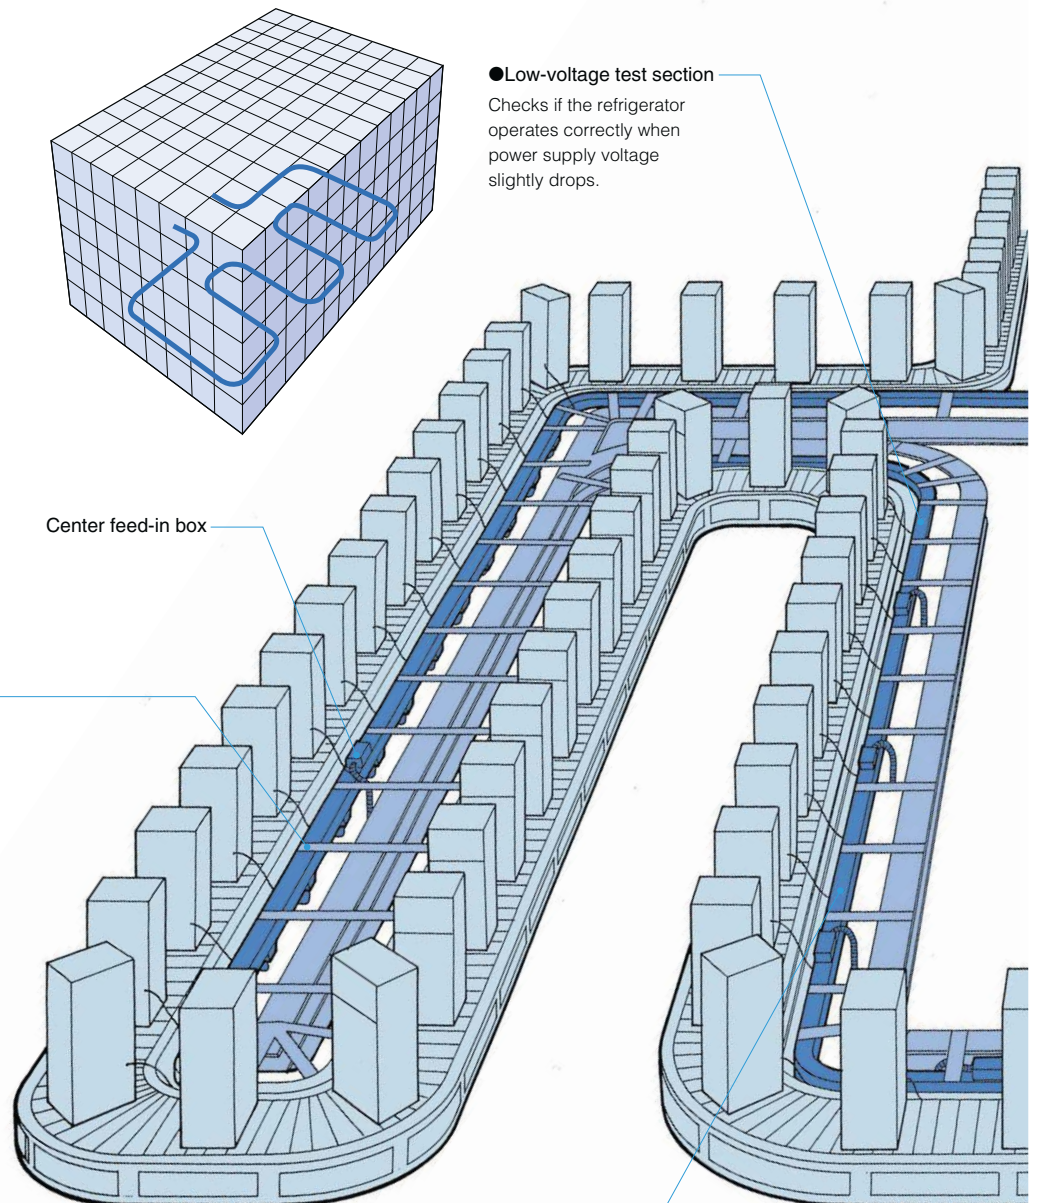 ●Low-voltage test section
Checks if the refrigerator
operates correctly when
power supply voltage
slightly drops.
Center feed-in box